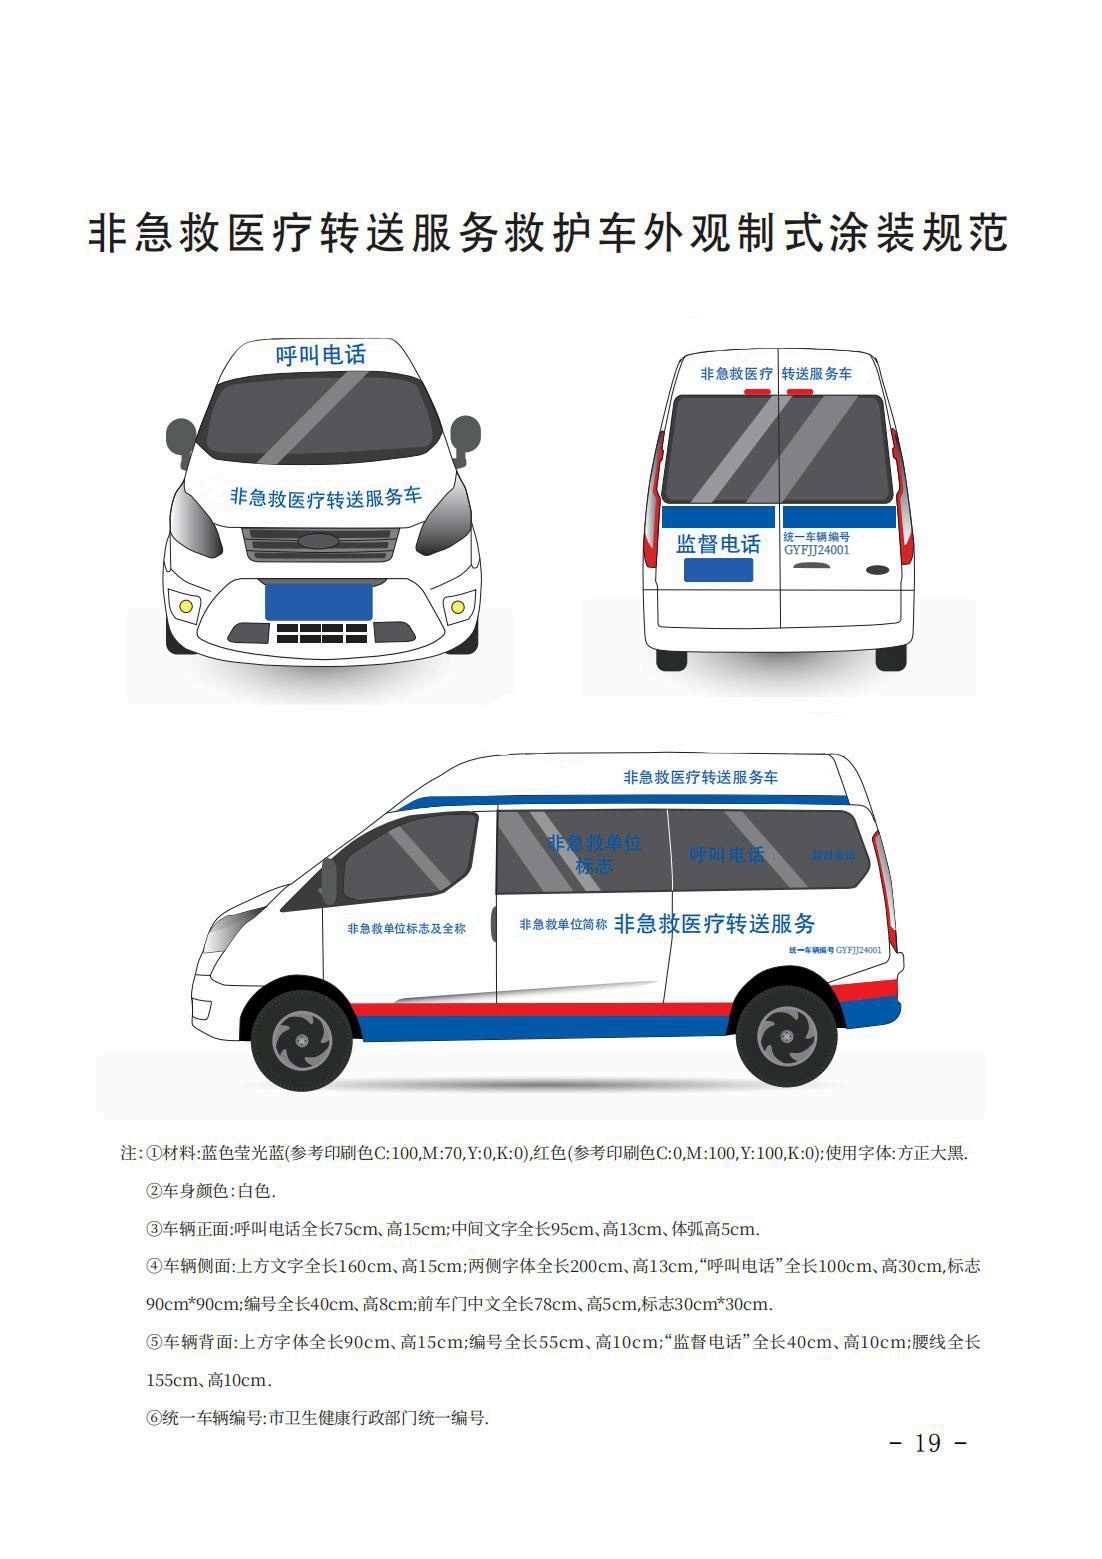 非急救医疗转送服务救护车外观制式涂装规范
呼叫电话
非急救医疗转送服务车
非急救医疗 转送服务车
监督电话
统一车辆编号
GYFJJ24001
非急救医疗转送服务车
非急救单位
标志
呼叫电话
监督电话
非急救单位标志及全称
非急救单位简称 非急救医疗转送服务
统一车辆编号 GYFJJ24001
注:①材料:蓝色莹光蓝(参考印刷色C:100,M:70,Y:0,K:0),红色(参考印刷色C:0,M:100,Y:100,K:0);使用字体:方正大黑.
②车身颜色:白色.
③车辆正面:呼叫电话全长75cm、高15cm;中间文字全长95cm、高13cm、体弧高5cm.
④车辆侧面:上方文字全长160cm、高15cm;两侧字体全长200cm、高13cm,“呼叫电话”全长100cm、高30cm,标志
90cm*90cm;编号全长40cm、高8cm;前车门中文全长78cm、高5cm,标志30cm*30cm.
⑤车辆背面:上方字体全长90cm、高15cm;编号全长55cm、高10cm;“监督电话”全长40cm、高10cm;腰线全长
155cm、高10cm.
⑥统一车辆编号:市卫生健康行政部门统一编号.
- 19 -